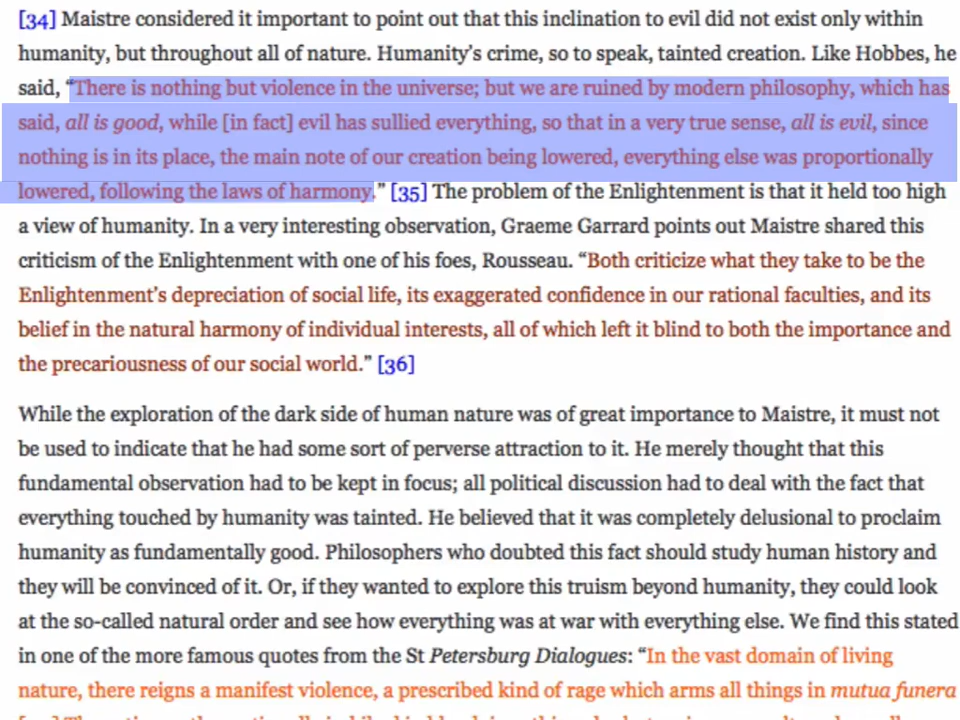 [34] Maistre considered it important to point out that this inclination to evil did not exist only within
humanity, but throughout all of nature. Humanity's crime, so to speak, tainted creation. Like Hobbes, he
said, “There is nothing but violence in the universe; but we are ruined by modern philosophy, which has
said, all is good, while [in fact] evil has sullied everything, so that in a very true sense, all is evil, since
nothing is in its place, the main note of our creation being lowered, everything else was proportionally
lowered, following the laws of harmony.” [35] The problem of the Enlightenment is that it held too high
a view of humanity. In a very interesting observation, Graeme Garrard points out Maistre shared this
criticism of the Enlightenment with one of his foes, Rousseau. “Both criticize what they take to be the
Enlightenment's depreciation of social life, its exaggerated confidence in our rational faculties, and its
belief in the natural harmony of individual interests, all of which left it blind to both the importance and
the precariousness of our social world.” [36]
While the exploration of the dark side of human nature was of great importance to Maistre, it must not
be used to indicate that he had some sort of perverse attraction to it. He merely thought that this
fundamental observation had to be kept in focus; all political discussion had to deal with the fact that
everything touched by humanity was tainted. He believed that it was completely delusional to proclaim
humanity as fundamentally good. Philosophers who doubted this fact should study human history and
they will be convinced of it. Or, if they wanted to explore this truism beyond humanity, they could look
at the so-called natural order and see how everything was at war with everything else. We find this stated
in one of the more famous quotes from the St Petersburg Dialogues: “In the vast domain of living
nature, there reigns a manifest violence, a prescribed kind of rage which arms all things in mutua funera